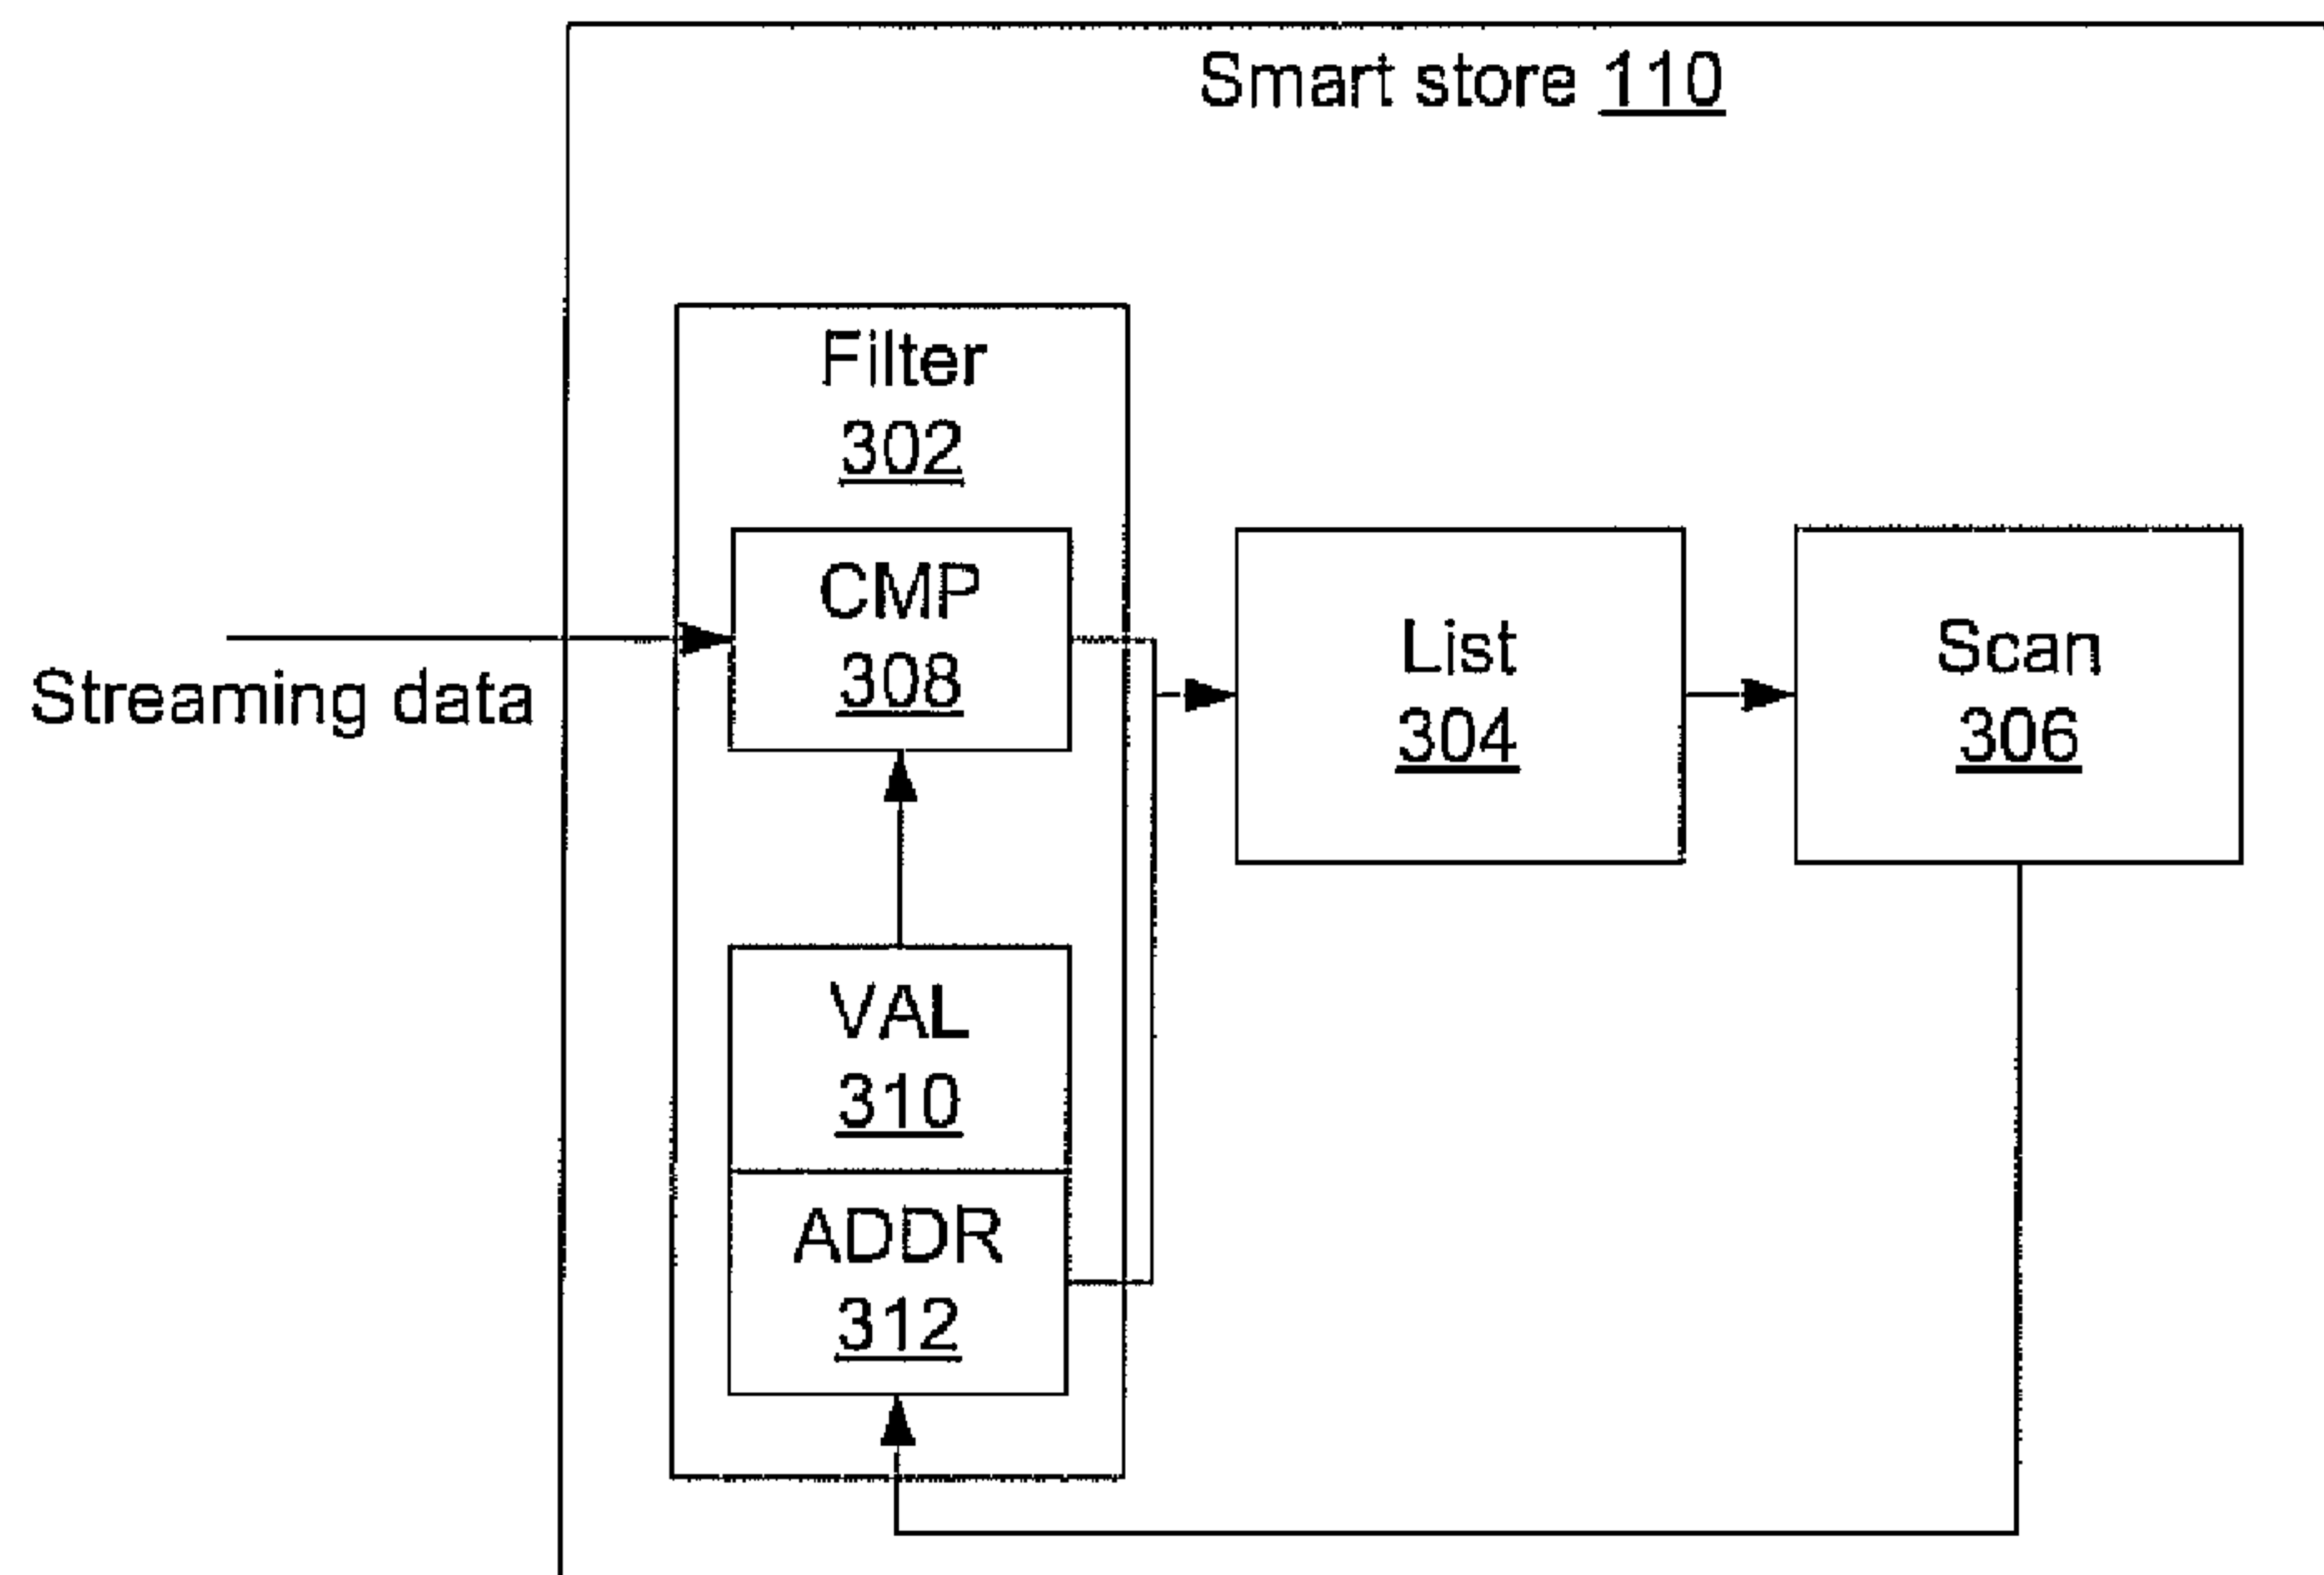 Smart store 110
Filter
302
CMP
308
Streaming data
List
304
Scan
306
VAL
310
ADDR
312